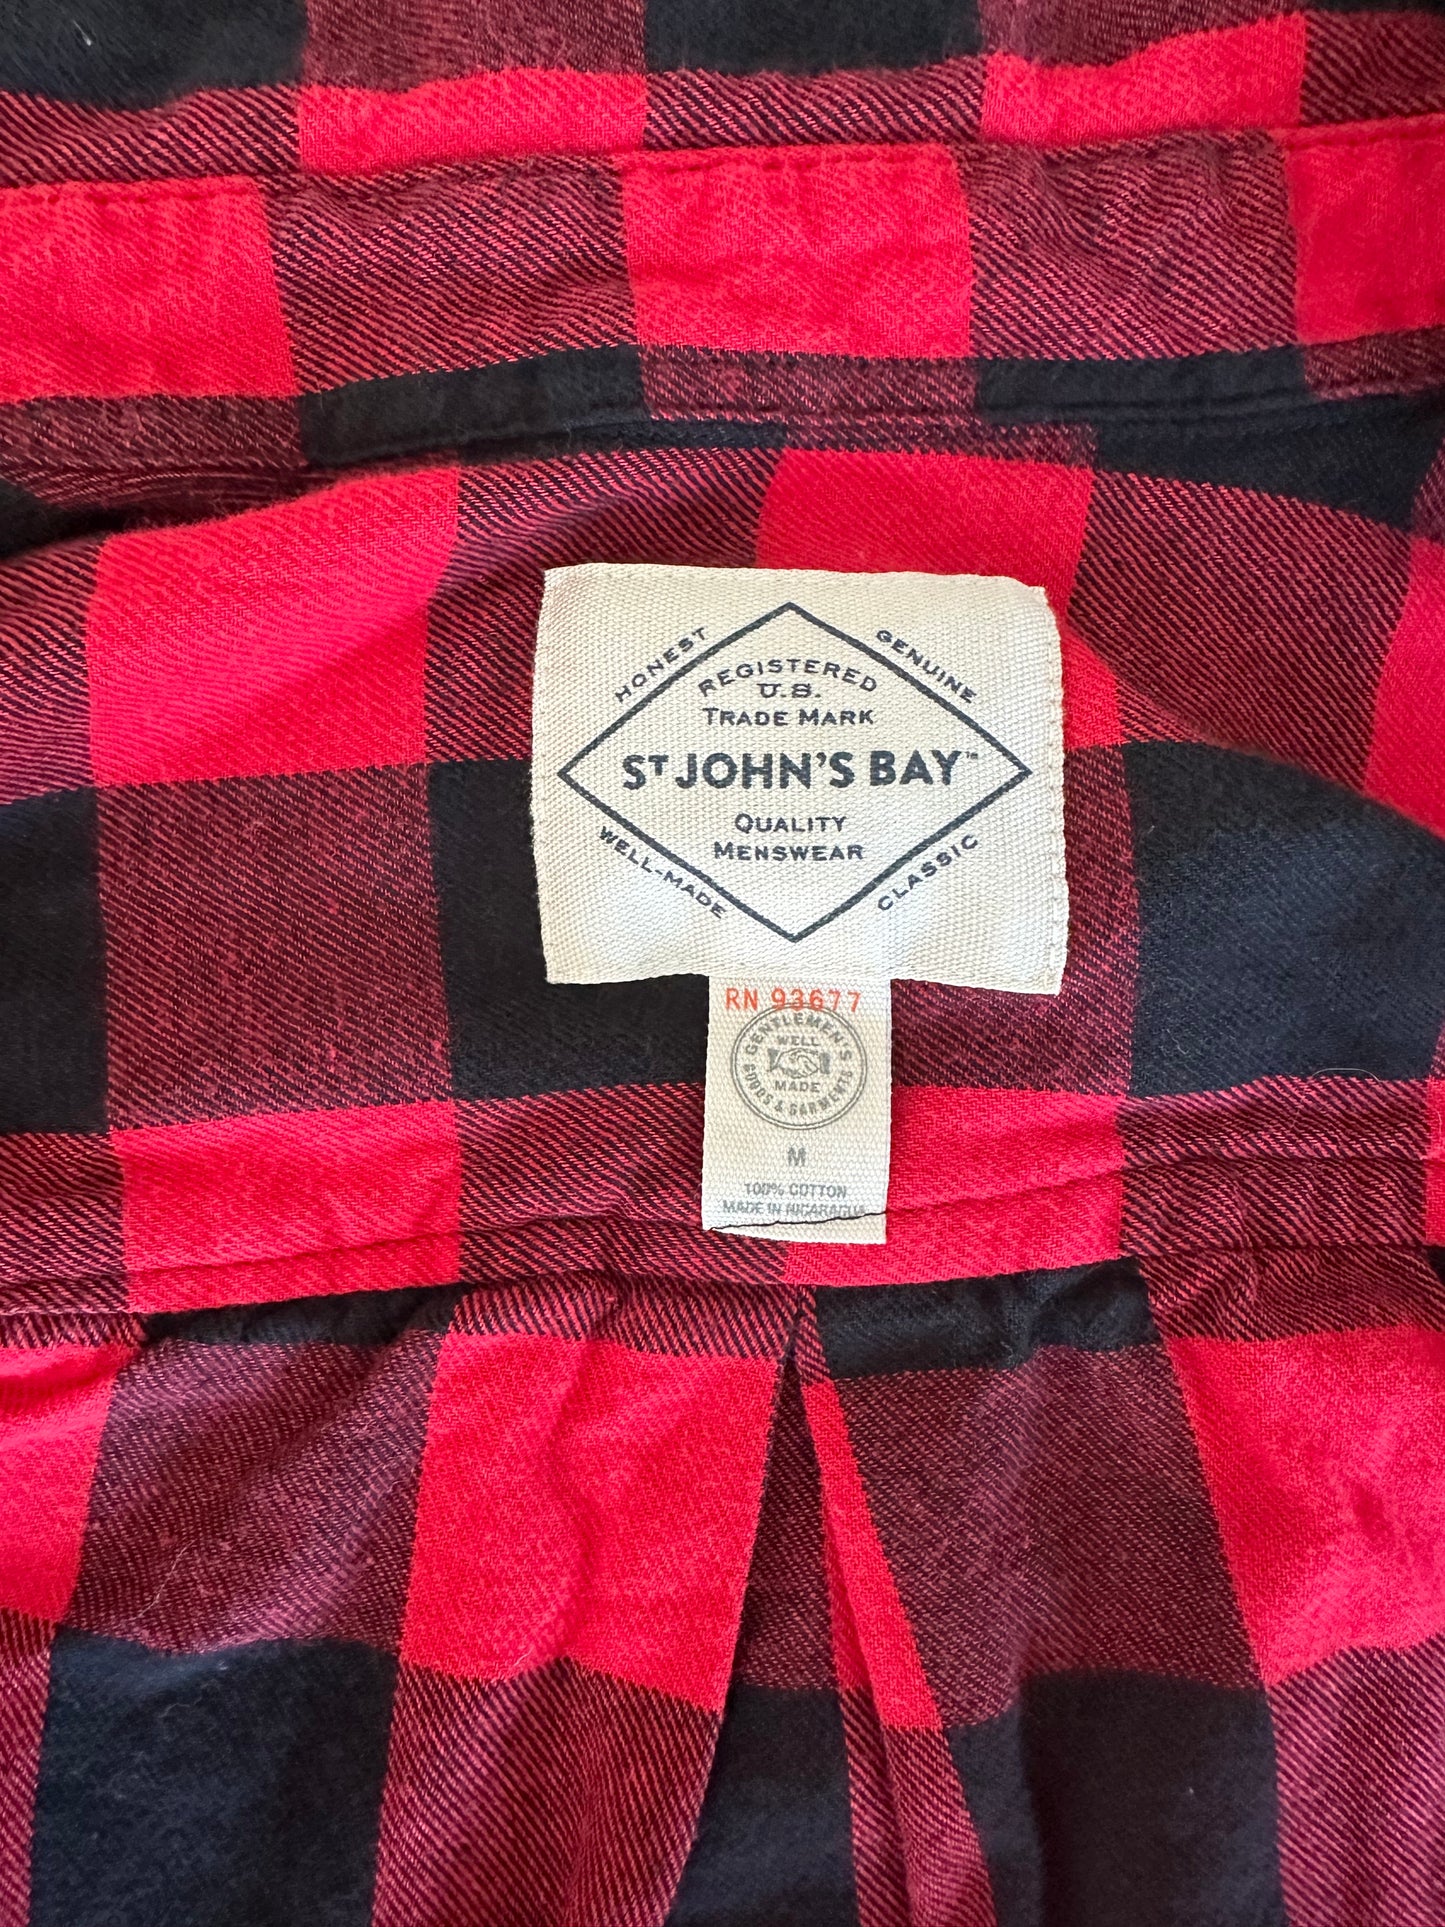 HONEST
GENUINE
REGISTERED
U.S.
TRADE MARK
ST JOHN'S BAY™
QUALITY
MENSWEAR
WELL-MADE
CLASSIC
RN 93677
GENTLEMEN'S
WELL
MADE
GOODS & GARMENTS
M
100% COTTON
MADE IN NICARAGUA